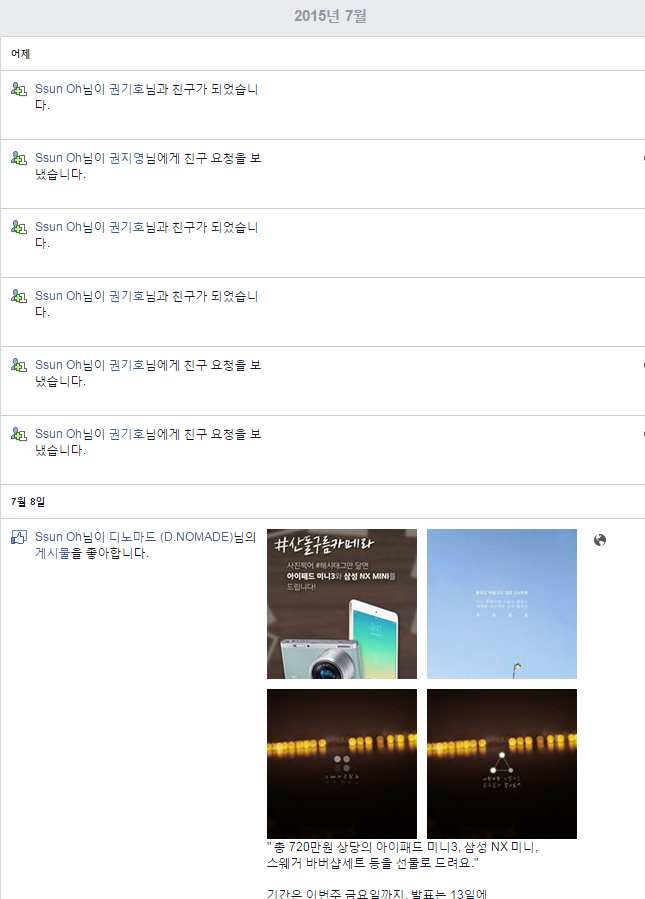 2015년 7월
어제
Ssun Oh님이 권기호님과 친구가 되었습니
다.
Ssun Oh님이 권지영님에게 친구 요청을 보
냈습니다.
Ssun Oh님이 권기호님과 친구가 되었습니
다.
Ssun Oh님이 권기호님과 친구가 되었습니
다.
Ssun Oh님이 권기호님에게 친구 요청을 보
냈습니다.
Ssun Oh님이 권기호님에게 친구 요청을 보
냈습니다.
7월 8일
Ssun Oh님이 디노마드 (D.NOMADE)님의
게시물을 좋아합니다.
#산돌구름카메라
사진찍어 #해시태그만 달면
아이패드 미니3와 삼성 NX MINI를
드립니다!
" 총 720만원 상당의 아이패드 미니3, 삼성 NX 미니,
스웨거 바버샵세트 등을 선물로 드려요."
기간은 이번주 금요일까지, 발표는 13일에